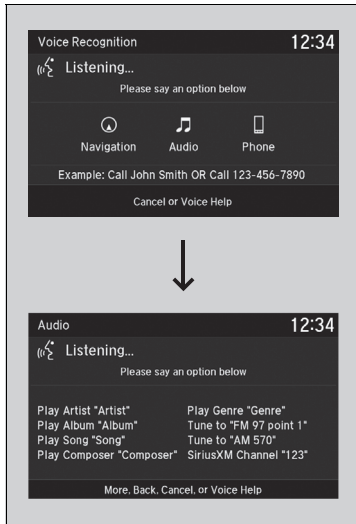 Voice Recognition 12:34
Listening...
Please say an option below
Navigation Audio Phone
Example: Call John Smith OR Call 123-456-7890
Cancel or Voice Help
Audio 12:34
Listening...
Please say an option below
Play Artist "Artist" Play Genre "Genre"
Play Album "Album" Tune to "FM 97 point 1"
Play Song "Song" Tune to "AM 570"
Play Composer "Composer" SiriusXM Channel "123"
More, Back, Cancel, or Voice Help